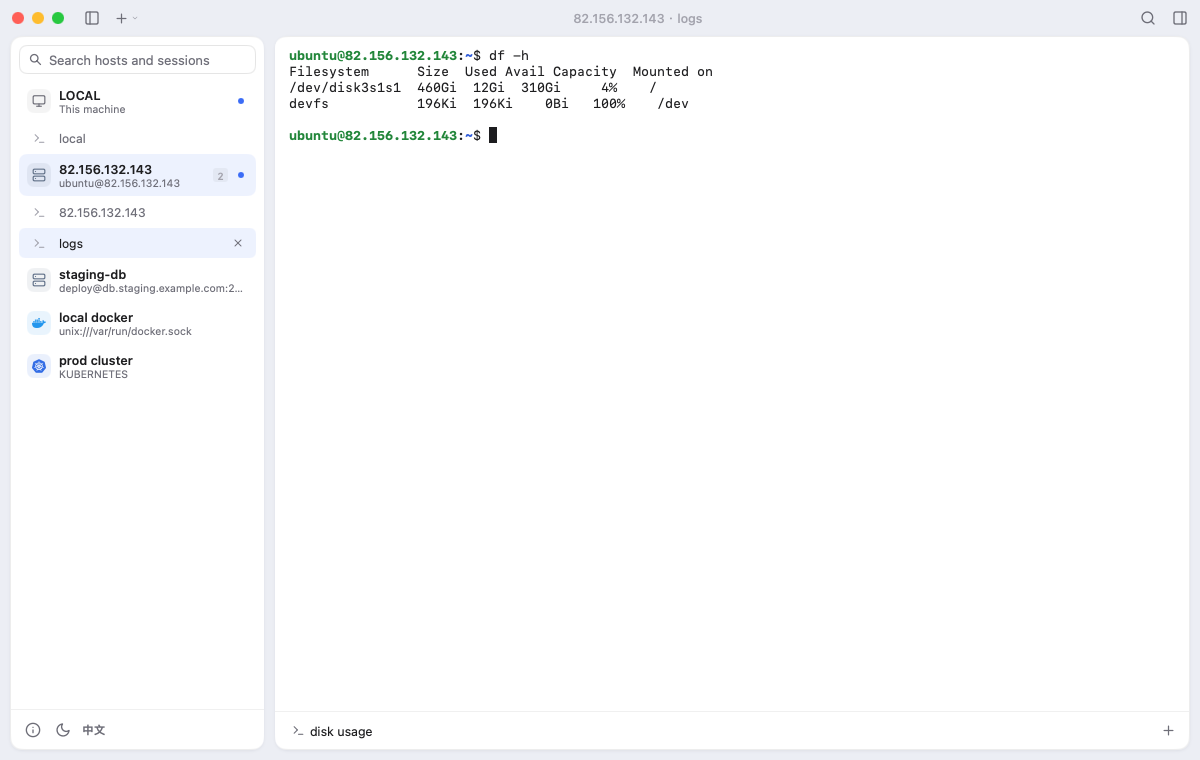 82.156.132.143 · logs
Search hosts and sessions
LOCAL
This machine
local
82.156.132.143
ubuntu@82.156.132.143
2
82.156.132.143
logs
staging-db
deploy@db.staging.example.com:2...
local docker
unix:///var/run/docker.sock
prod cluster
KUBERNETES
中文
ubuntu@82.156.132.143:~$ df -h
Filesystem      Size  Used Avail Capacity  Mounted on
/dev/disk3s1s1  460Gi  12Gi  310Gi     4%    /
devfs           196Ki  196Ki    0Bi   100%    /dev
ubuntu@82.156.132.143:~$
disk usage